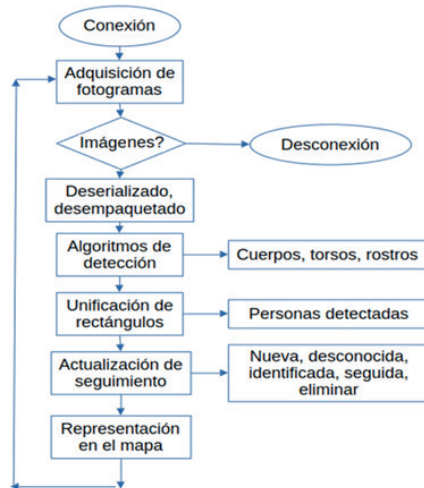 Conexión
Adquisición de
fotogramas
Imágenes?
Desconexión
Deserializado,
desempaquetado
Algoritmos de
detección
Cuerpos, torsos, rostros
Unificación de
rectángulos
Personas detectadas
Actualización de
seguimiento
Nueva, desconocida,
identificada, seguida,
eliminar
Representación
en el mapa